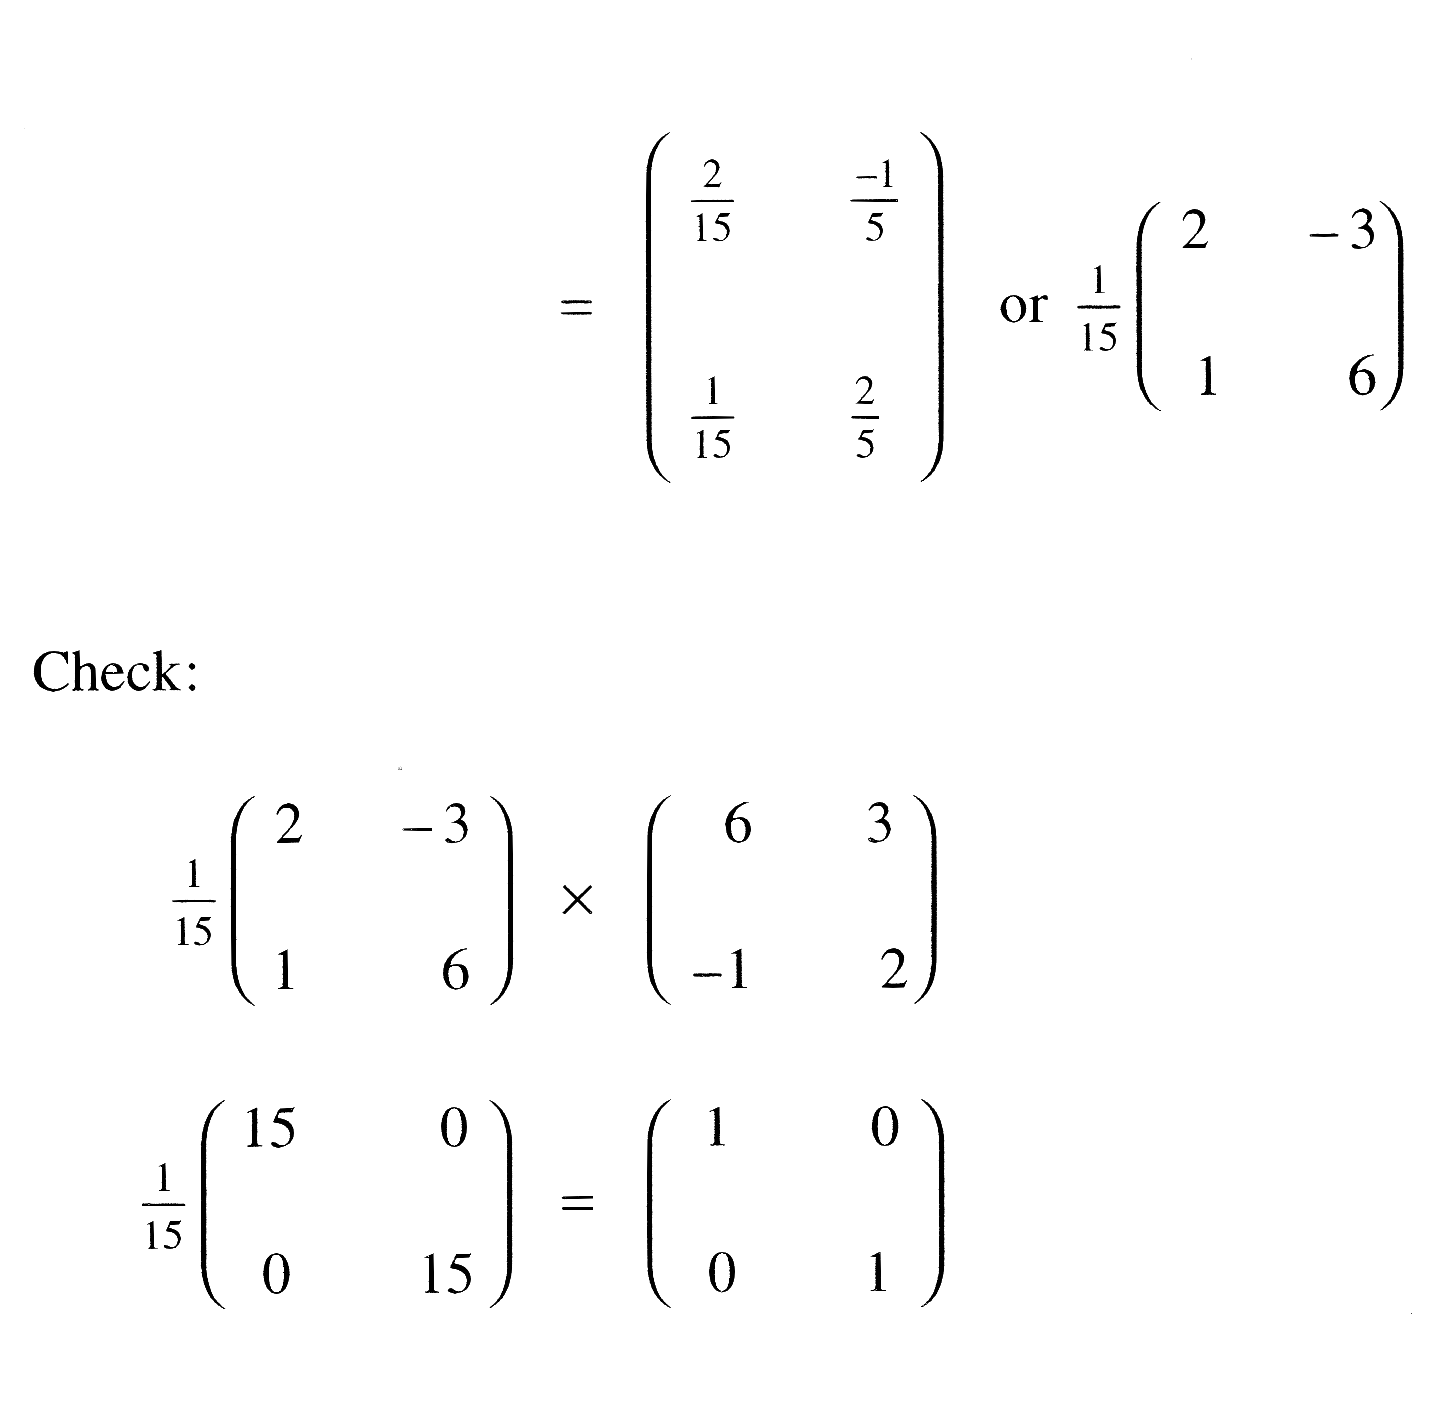 = ( 2/15 -1/5 ) or 1/15 ( 2 -3 )
( 1/15 2/5 ) ( 1 6 )
Check:
1/15 ( 2 -3 ) × ( 6 3 )
( 1 6 ) ( -1 2 )
1/15 ( 15 0 ) = ( 1 0 )
( 0 15 ) ( 0 1 )